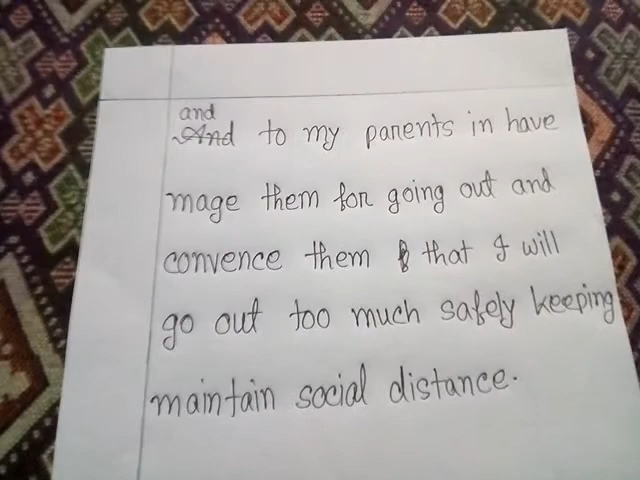 and
And to my parents in have
mage them for going out and
convence them that I will
go out too much safely keeping
maintain social distance.